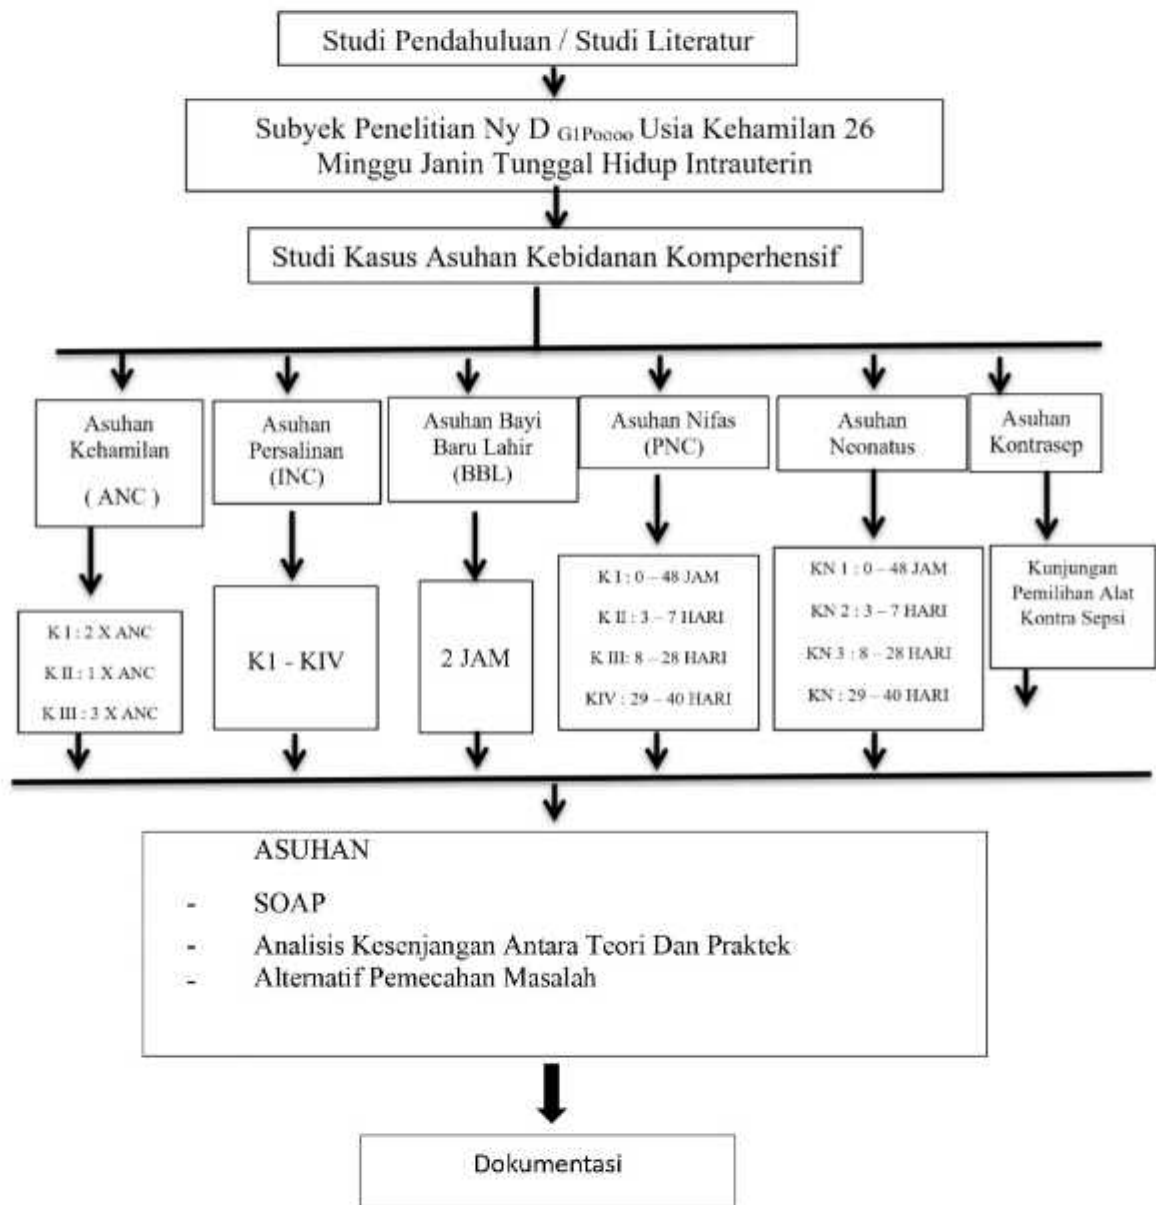 Studi Pendahuluan / Studi Literatur
Subyek Penelitian Ny D G1Poooo Usia Kehamilan 26
Minggu Janin Tunggal Hidup Intrauterin
Studi Kasus Asuhan Kebidanan Komperhensif
Asuhan
Kehamilan
( ANC )
Asuhan
Persalinan
(INC)
Asuhan Bayi
Baru Lahir
(BBL)
Asuhan Nifas
(PNC)
Asuhan
Neonatus
Asuhan
Kontrasep
K I : 2 X ANC
K II : 1 X ANC
K III : 3 X ANC
K1 - KIV
2 JAM
K I : 0 – 48 JAM
K II : 3 – 7 HARI
K III: 8 – 28 HARI
KIV : 29 – 40 HARI
KN 1 : 0 – 48 JAM
KN 2 : 3 – 7 HARI
KN 3 : 8 – 28 HARI
KN : 29 – 40 HARI
Kunjungan
Pemilihan Alat
Kontra Sepsi
ASUHAN
- SOAP
- Analisis Kesenjangan Antara Teori Dan Praktek
- Alternatif Pemecahan Masalah
Dokumentasi